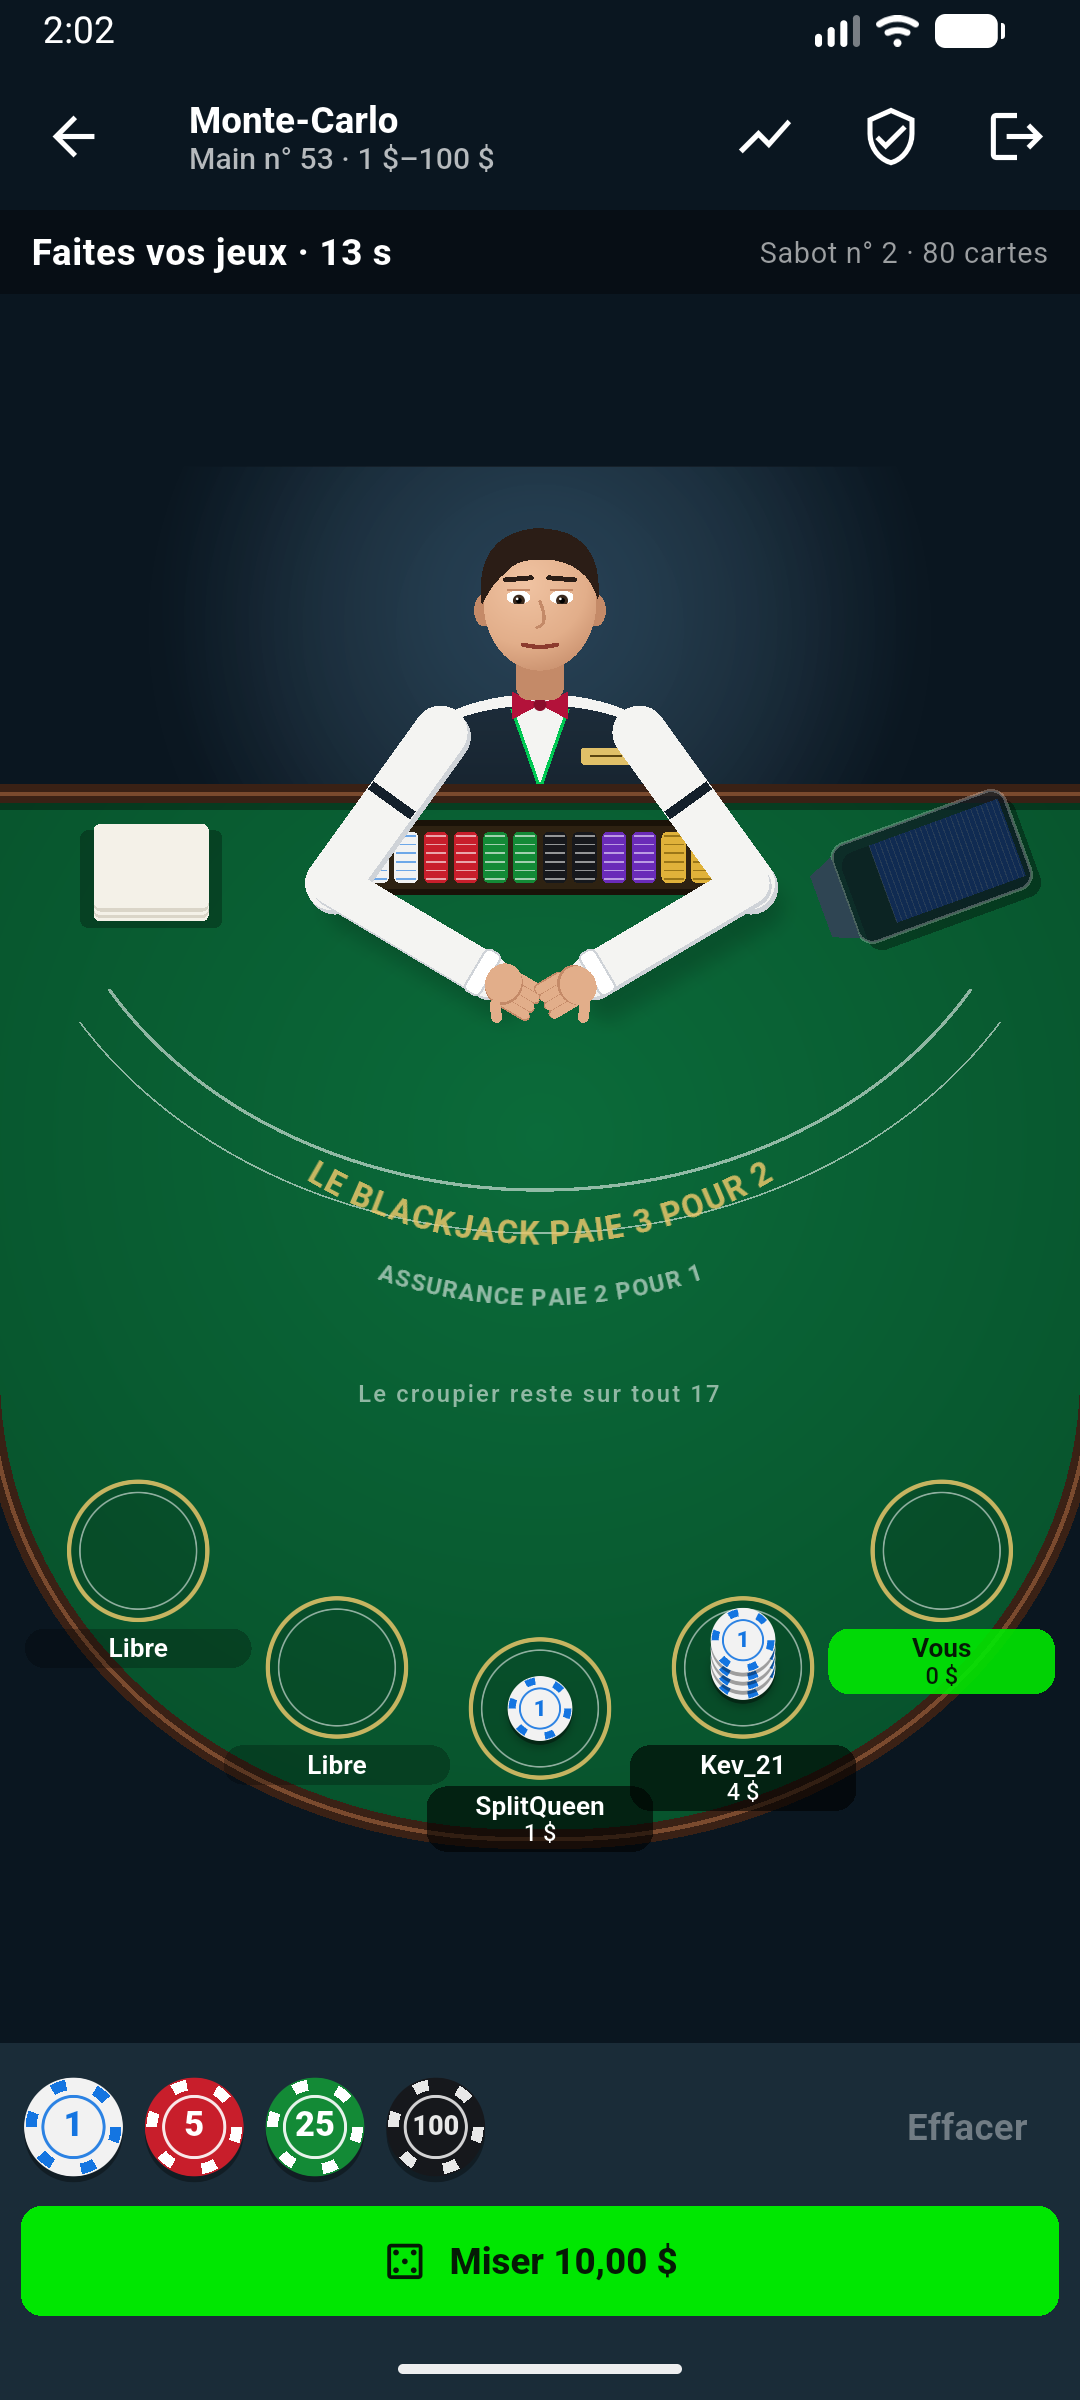 2:02
Monte-Carlo
Main n° 53 · 1 $–100 $
Faites vos jeux · 13 s
Sabot n° 2 · 80 cartes
LE BLACKJACK PAIE 3 POUR 2
ASSURANCE PAIE 2 POUR 1
Le croupier reste sur tout 17
Libre
Libre
1
SplitQueen
1 $
1
Kev_21
4 $
Vous
0 $
1
5
25
100
Effacer
Miser 10,00 $